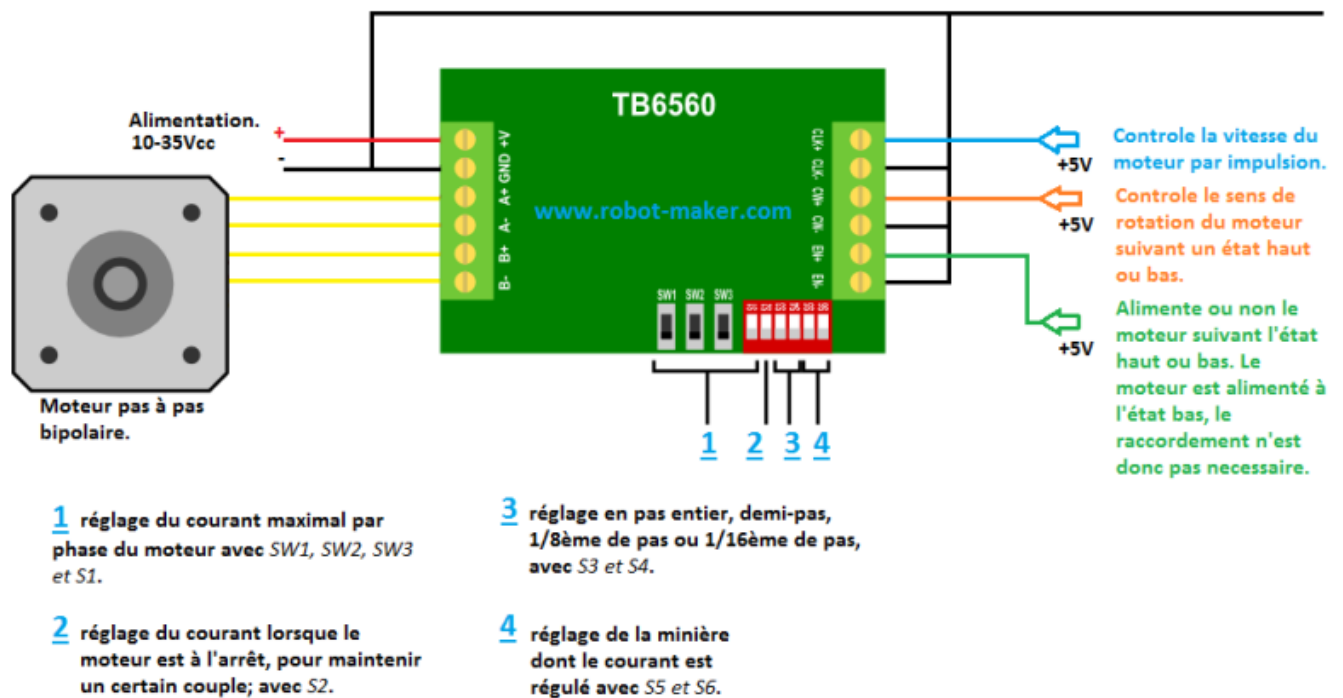 TB6560
Alimentation.
10-35Vcc
+
-
+V
GND
A+
A-
B+
B-
www.robot-maker.com
CLK+
CLK-
CW+
CW-
EN+
EN-
SW1 SW2 SW3
S1 S2 S3
1 2 3 4
+5V
Controle la vitesse du
moteur par impulsion.
+5V
Controle le sens de
rotation du moteur
suivant un état haut
ou bas.
+5V
Alimente ou non le
moteur suivant l'état
haut ou bas. Le
moteur est alimenté à
l'état bas, le
raccordement n'est
donc pas necessaire.
Moteur pas à pas
bipolaire.
1 réglage du courant maximal par
phase du moteur avec SW1, SW2, SW3
et S1.
2 réglage du courant lorsque le
moteur est à l'arrêt, pour maintenir
un certain couple; avec S2.
3 réglage en pas entier, demi-pas,
1/8ème de pas ou 1/16ème de pas,
avec S3 et S4.
4 réglage de la minière
dont le courant est
régulé avec S5 et S6.